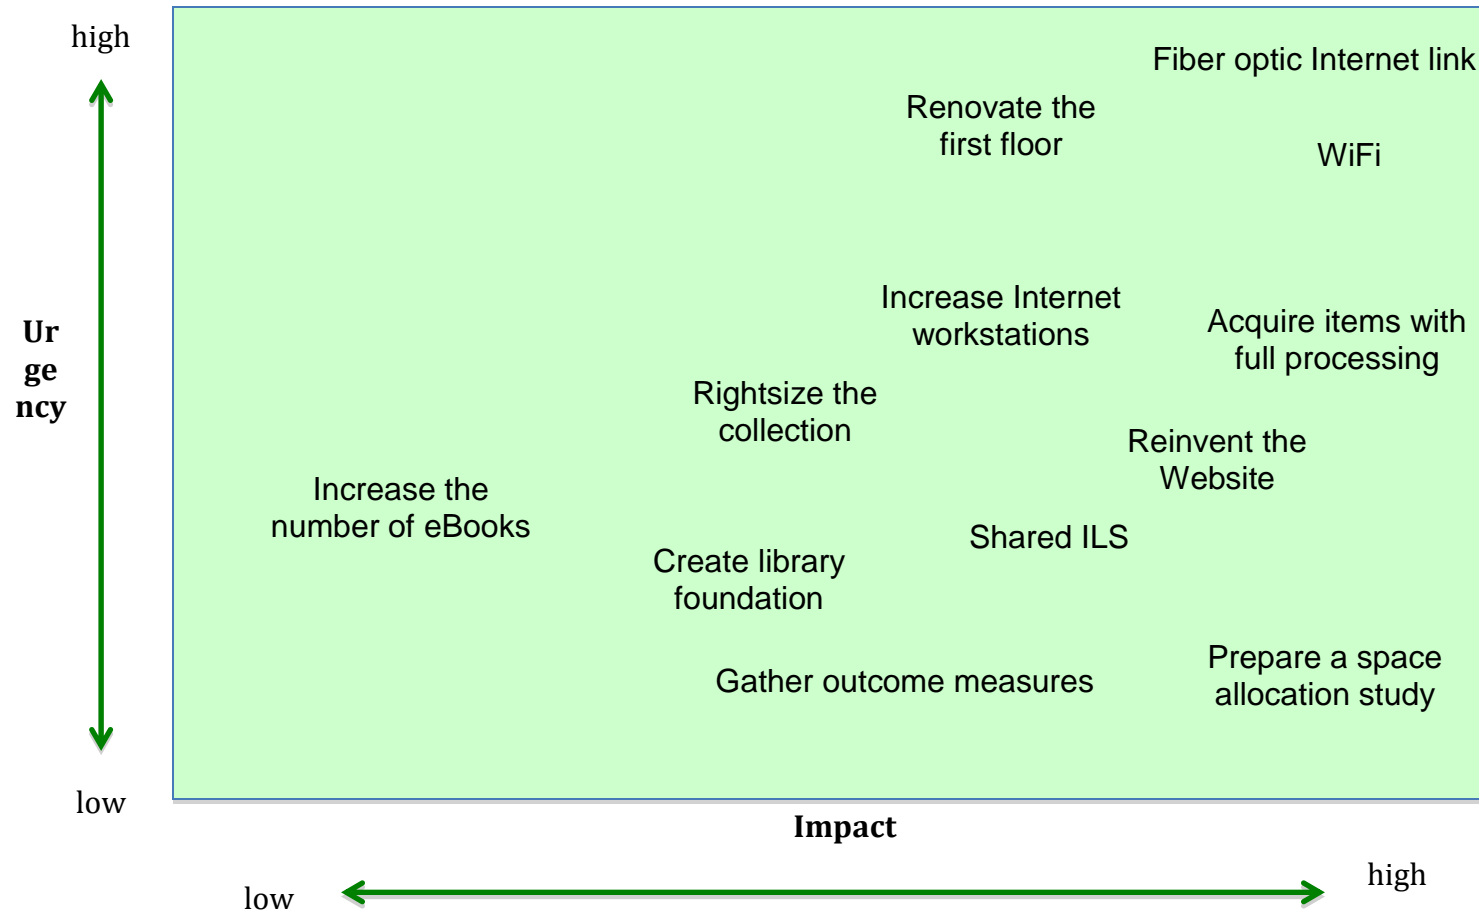 high
Fiber optic Internet link
Renovate the
first floor
WiFi
Increase Internet
workstations
Acquire items with
full processing
Ur
ge
ncy
Rightsize the
collection
Reinvent the
Website
Increase the
number of eBooks
Shared ILS
Create library
foundation
Gather outcome measures
Prepare a space
allocation study
low
Impact
low
high